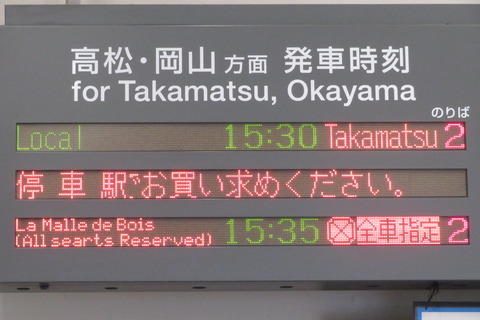 高松・岡山 方面 発車時刻
for Takamatsu, Okayama
のりば
Local 15:30 Takamatsu 2
停 車 駅でお買い求めください。
La Malle de Bois
(All searts Reserved) 15:35 全車指定 2